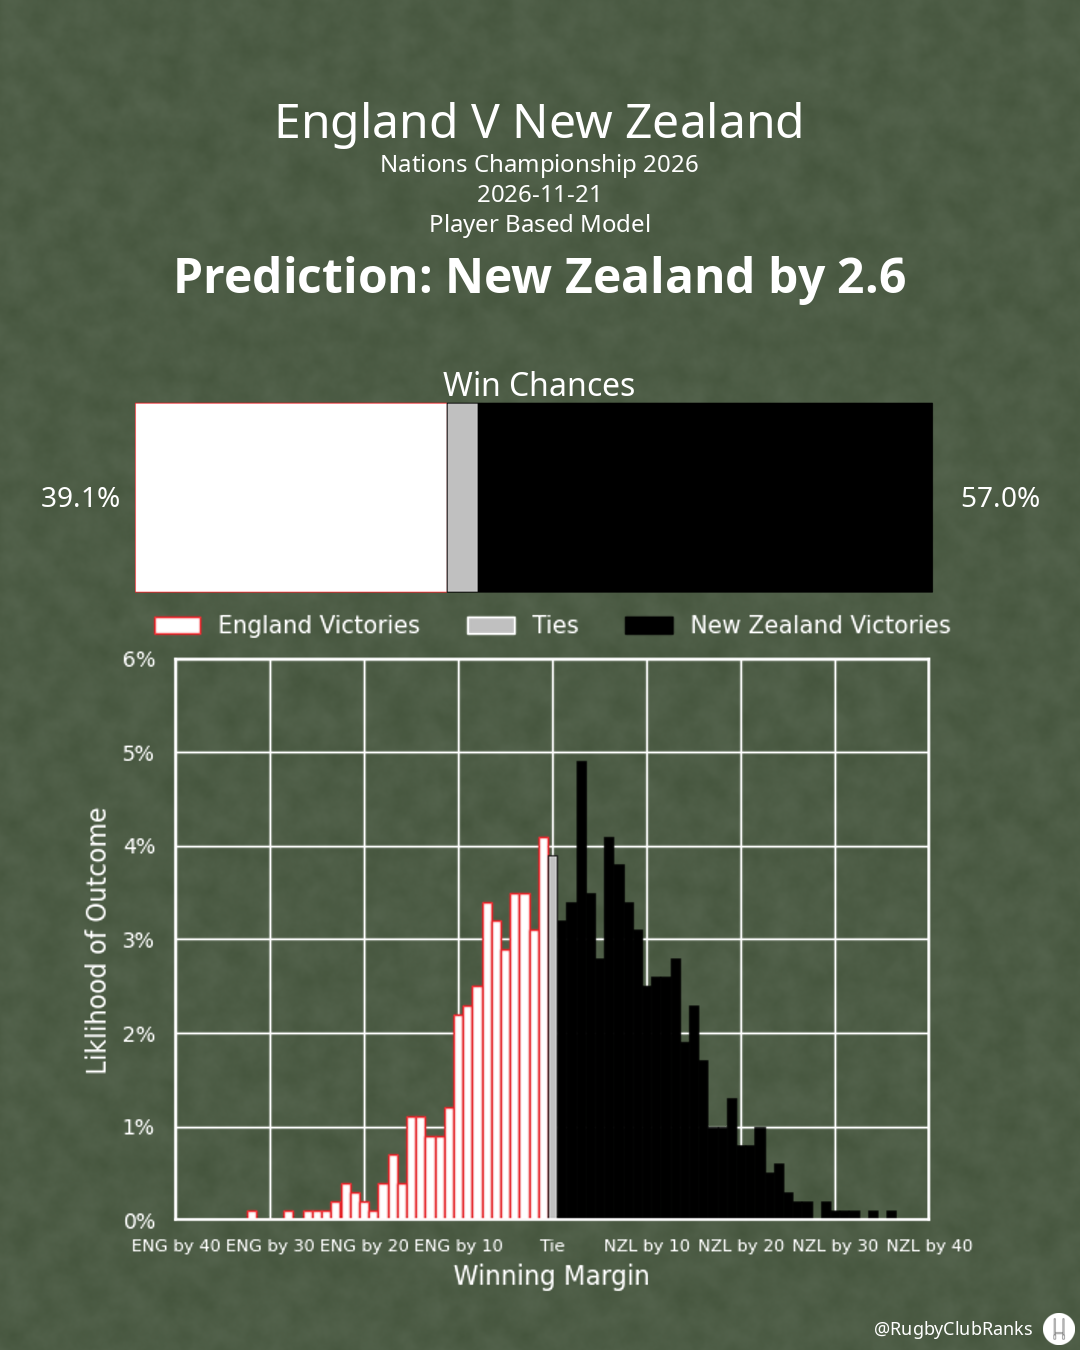 England V New Zealand
Nations Championship 2026
2026-11-21
Player Based Model
Prediction: New Zealand by 2.6
Win Chances
39.1%
57.0%
England Victories Ties New Zealand Victories
6%
5%
4%
3%
2%
1%
0%
Liklihood of Outcome
ENG by 40 ENG by 30 ENG by 20 ENG by 10 Tie NZL by 10 NZL by 20 NZL by 30 NZL by 40
Winning Margin
@RugbyClubRanks